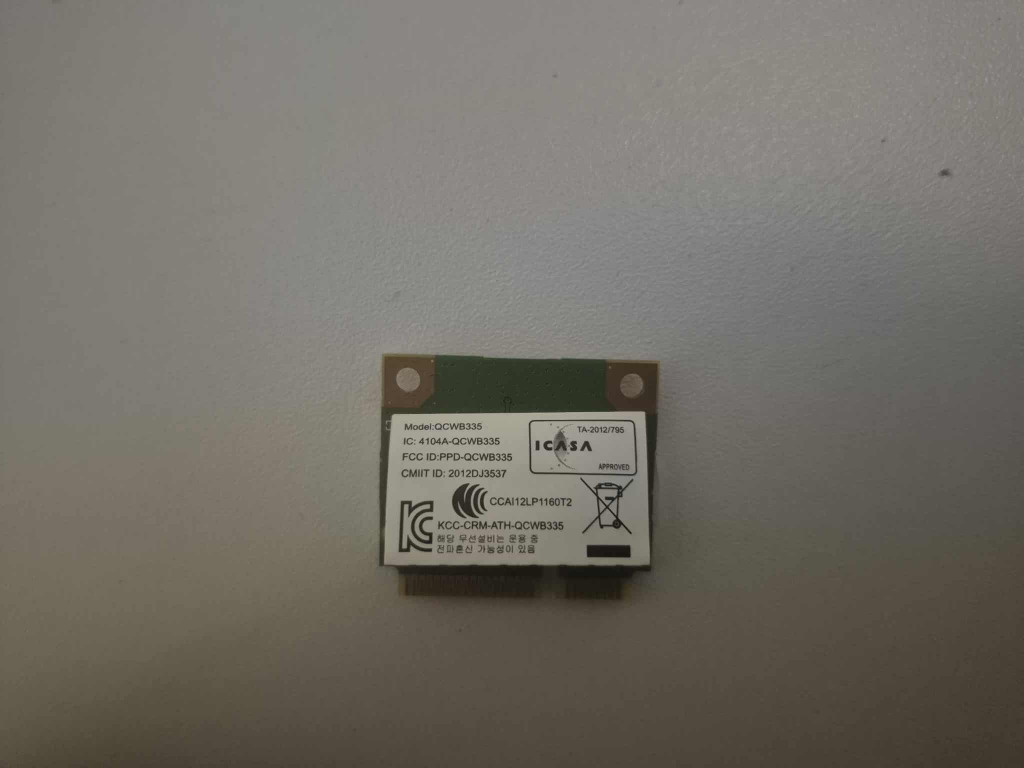 Model:QCWB335
IC: 4104A-QCWB335
FCC ID:PPD-QCWB335
CMIIT ID: 2012DJ3537
TA-2012/795
ICASA
APPROVED
CCAI12LP1160T2
KCC-CRM-ATH-QCWB335
해당 무선설비는 운용 중
전파혼신 가능성이 있음